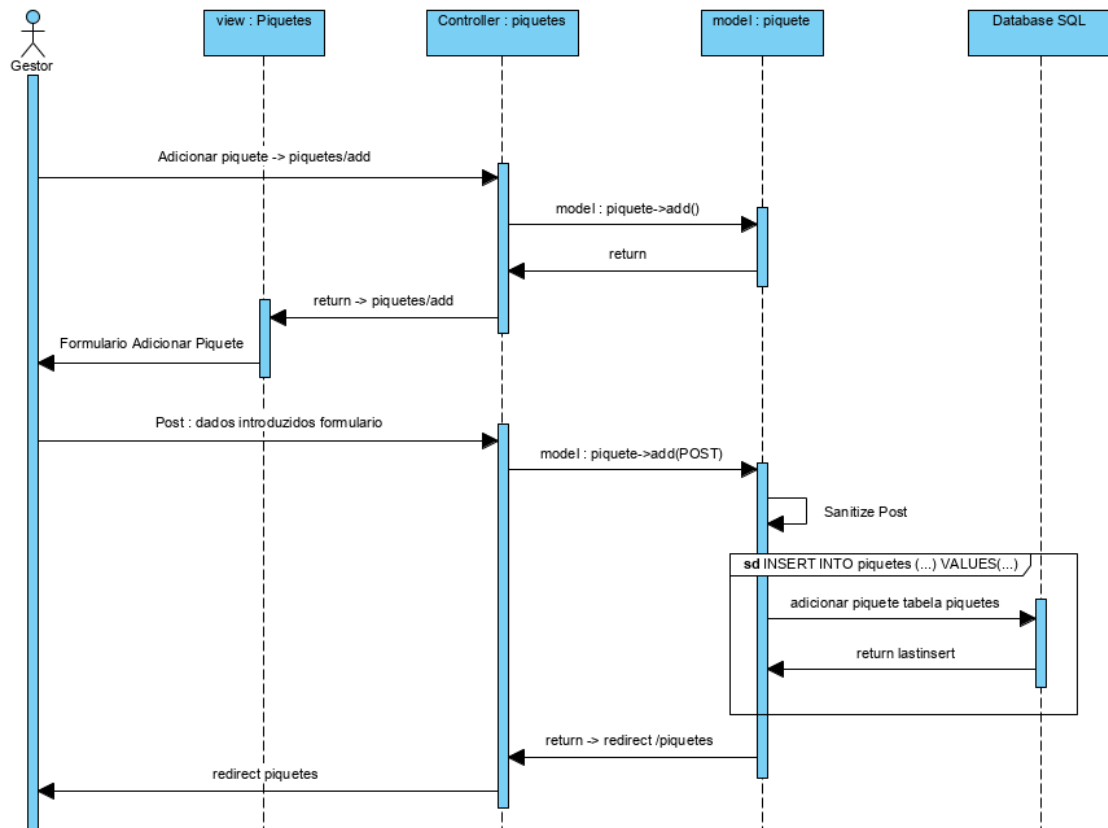 view : Piquetes
Controller : piquetes
model : piquete
Database SQL
Gestor
Adicionar piquete -> piquetes/add
model : piquete->add()
return
return -> piquetes/add
Formulario Adicionar Piquete
Post : dados introduzidos formulario
model : piquete->add(POST)
Sanitize Post
sd INSERT INTO piquetes (...) VALUES(...)
adicionar piquete tabela piquetes
return lastinsert
return -> redirect /piquetes
redirect piquetes